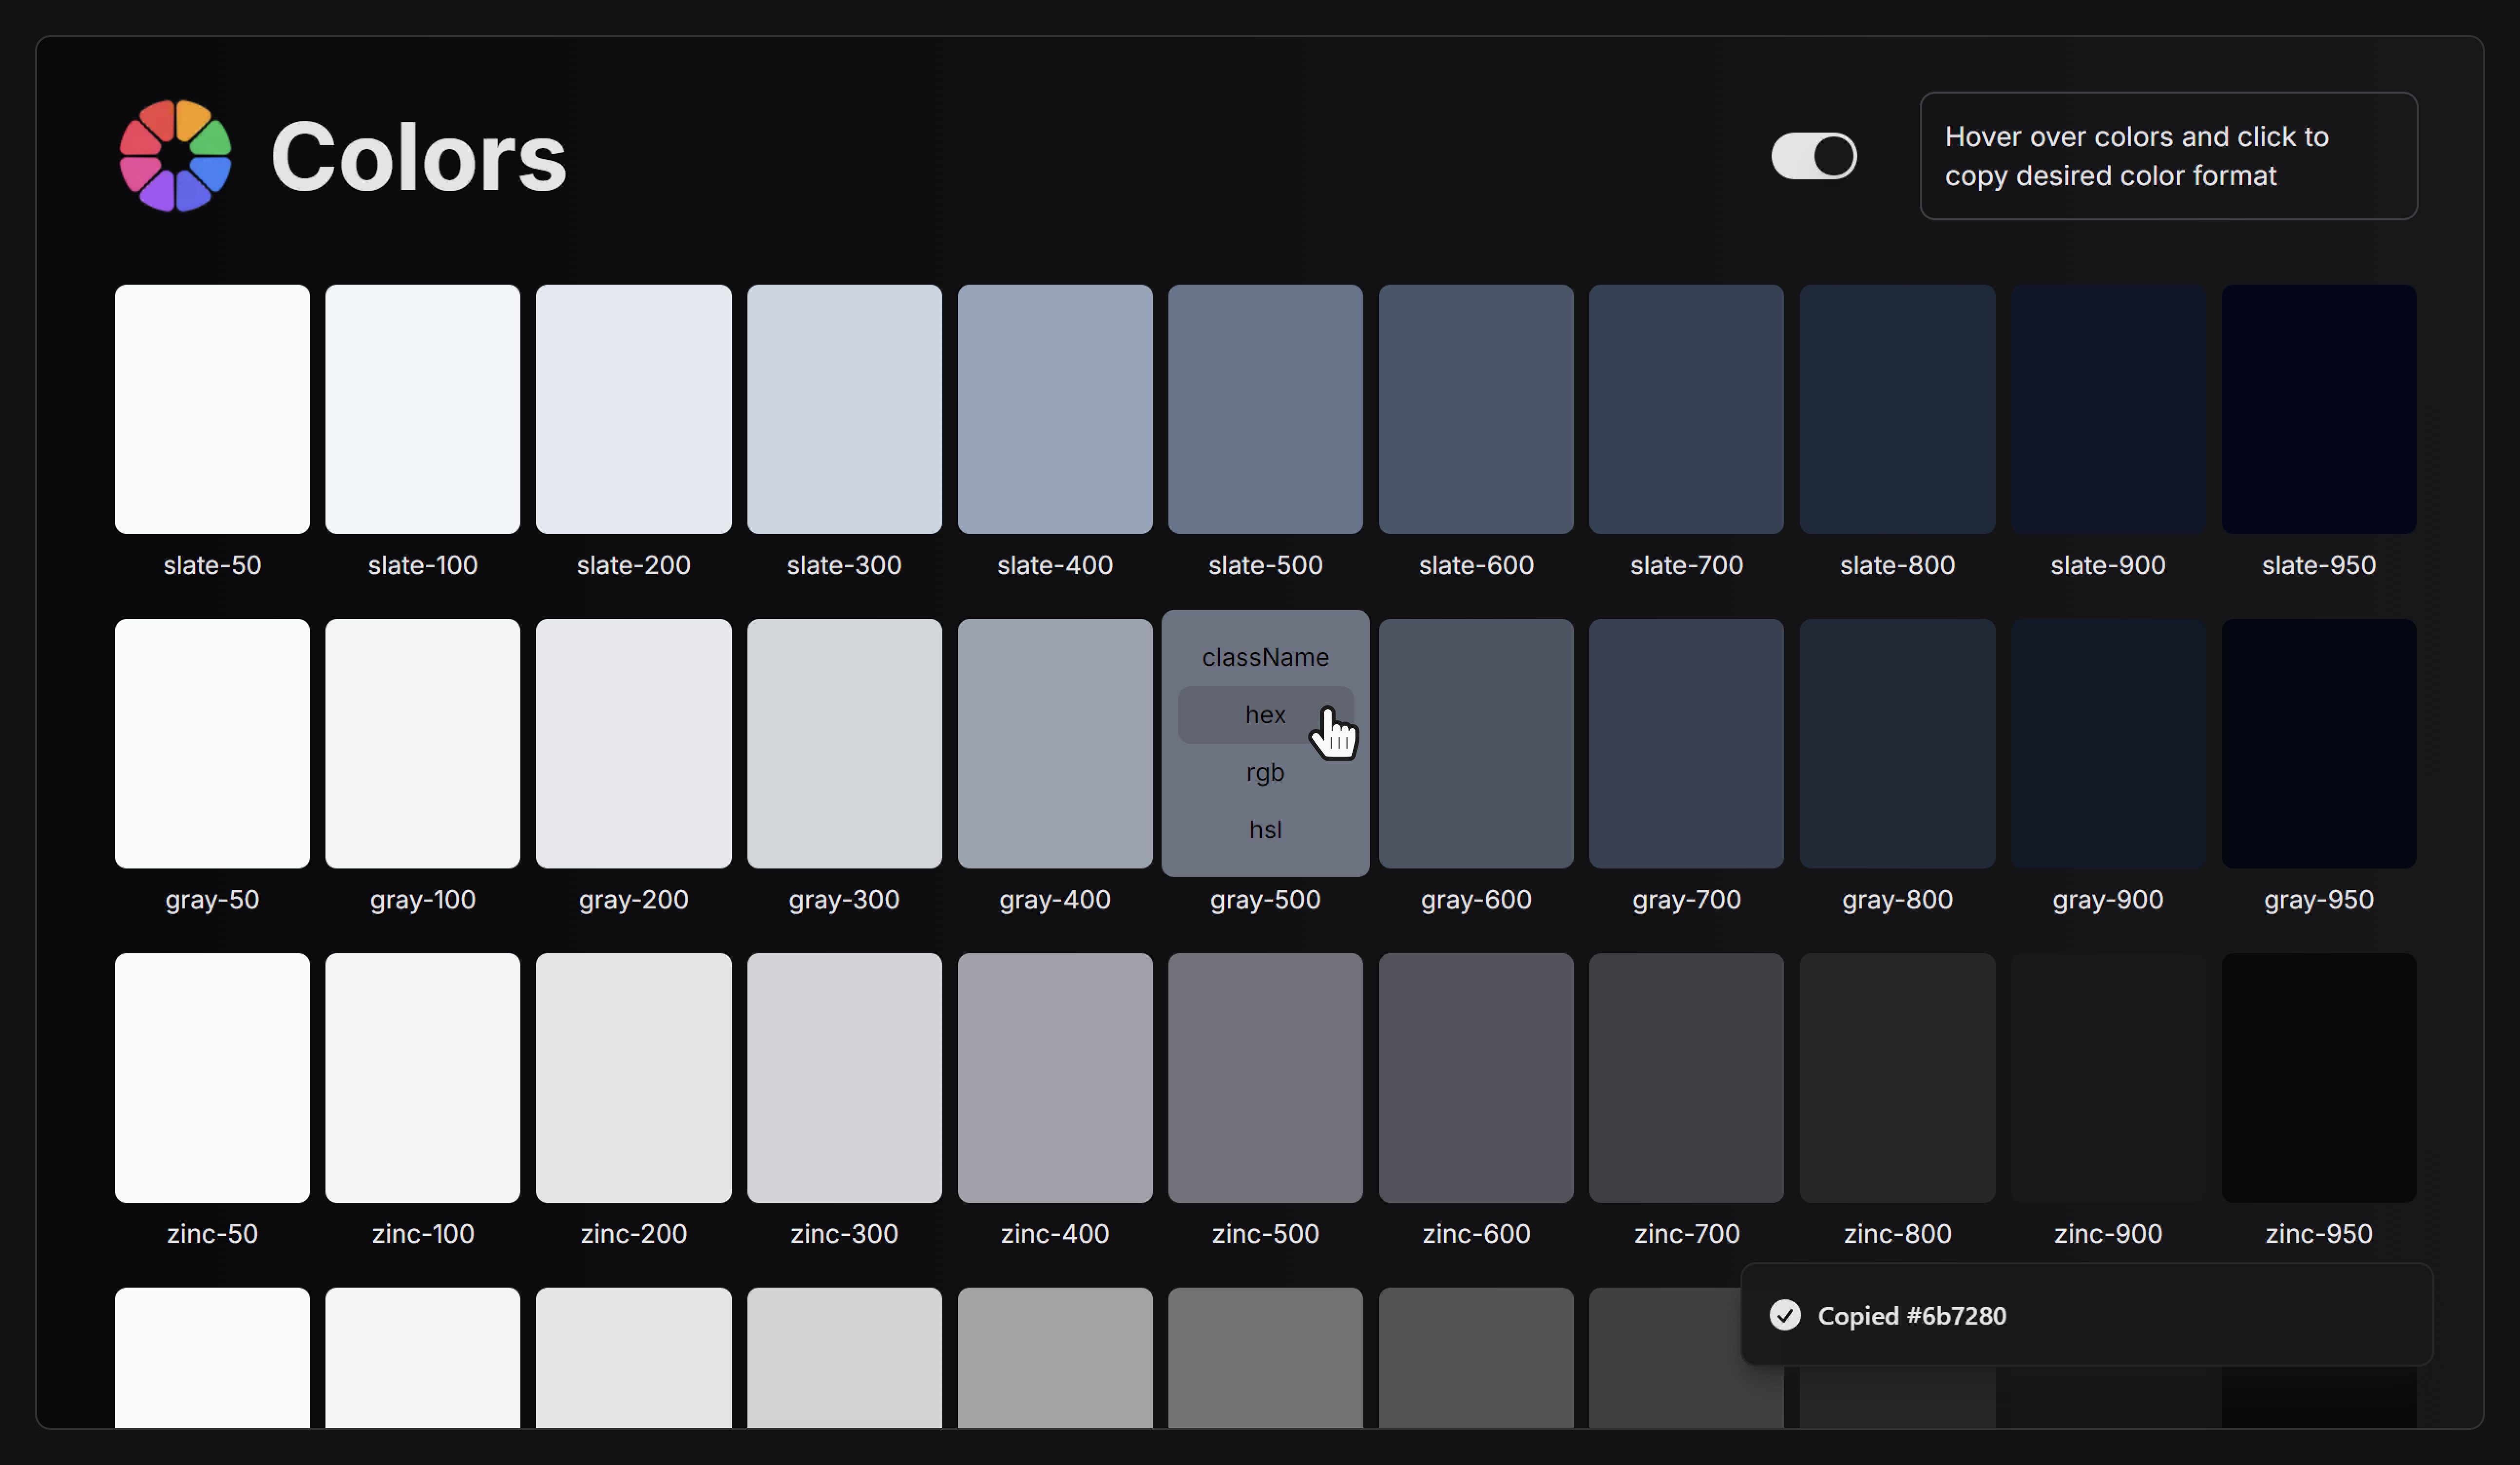 Colors
Hover over colors and click to
copy desired color format
slate-50
slate-100
slate-200
slate-300
slate-400
slate-500
slate-600
slate-700
slate-800
slate-900
slate-950
className
hex
rgb
hsl
gray-50
gray-100
gray-200
gray-300
gray-400
gray-500
gray-600
gray-700
gray-800
gray-900
gray-950
zinc-50
zinc-100
zinc-200
zinc-300
zinc-400
zinc-500
zinc-600
zinc-700
zinc-800
zinc-900
zinc-950
Copied #6b7280